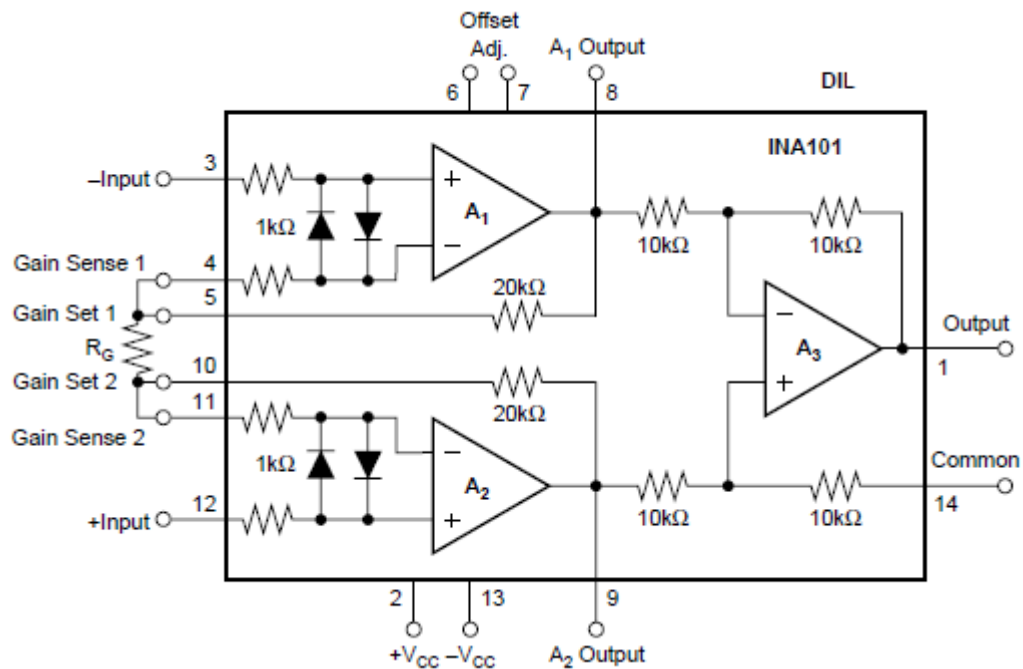 Offset
Adj.
A₁ Output
6
7
8
DIL
INA101
3
–Input
1kΩ
+
A₁
–
10kΩ
10kΩ
Gain Sense 1
4
20kΩ
Gain Set 1
5
R_G
–
A₃
+
Output
1
Gain Set 2
10
20kΩ
11
Gain Sense 2
1kΩ
–
A₂
+
Common
14
10kΩ
10kΩ
12
+Input
2
13
9
+V_CC
–V_CC
A₂ Output